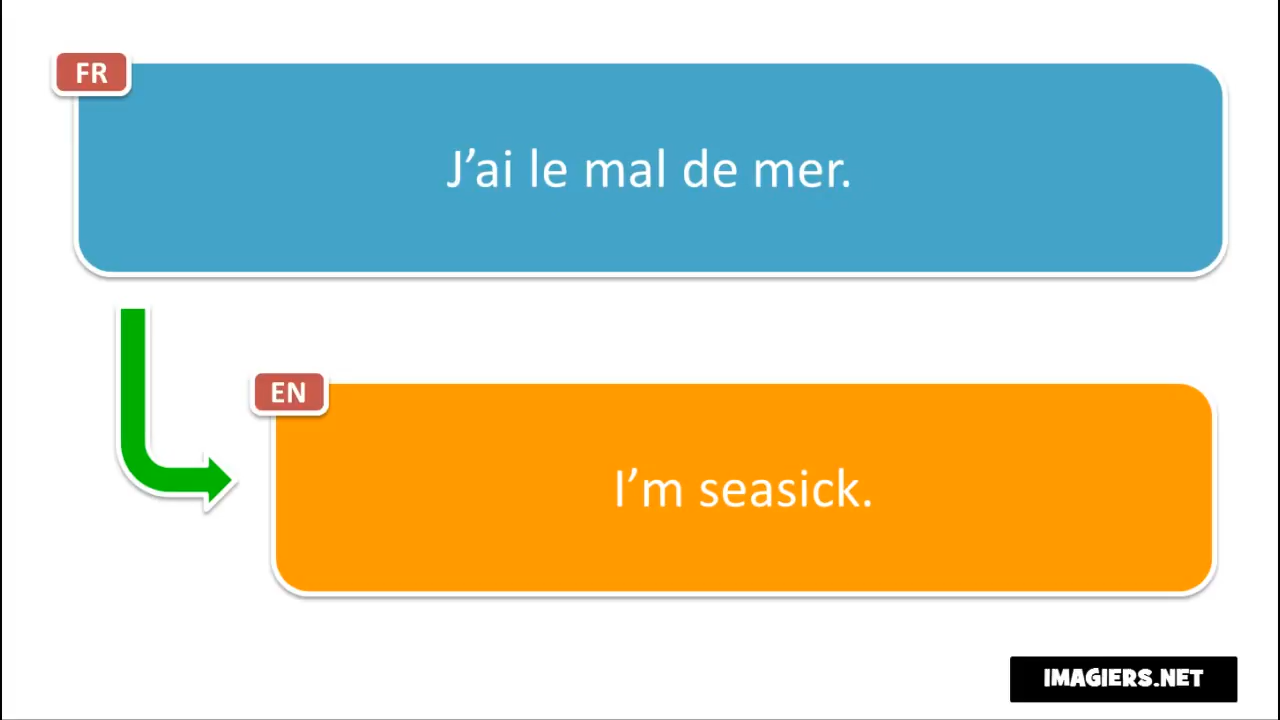 FR
J’ai le mal de mer.
EN
I’m seasick.
IMAGIERS.NET